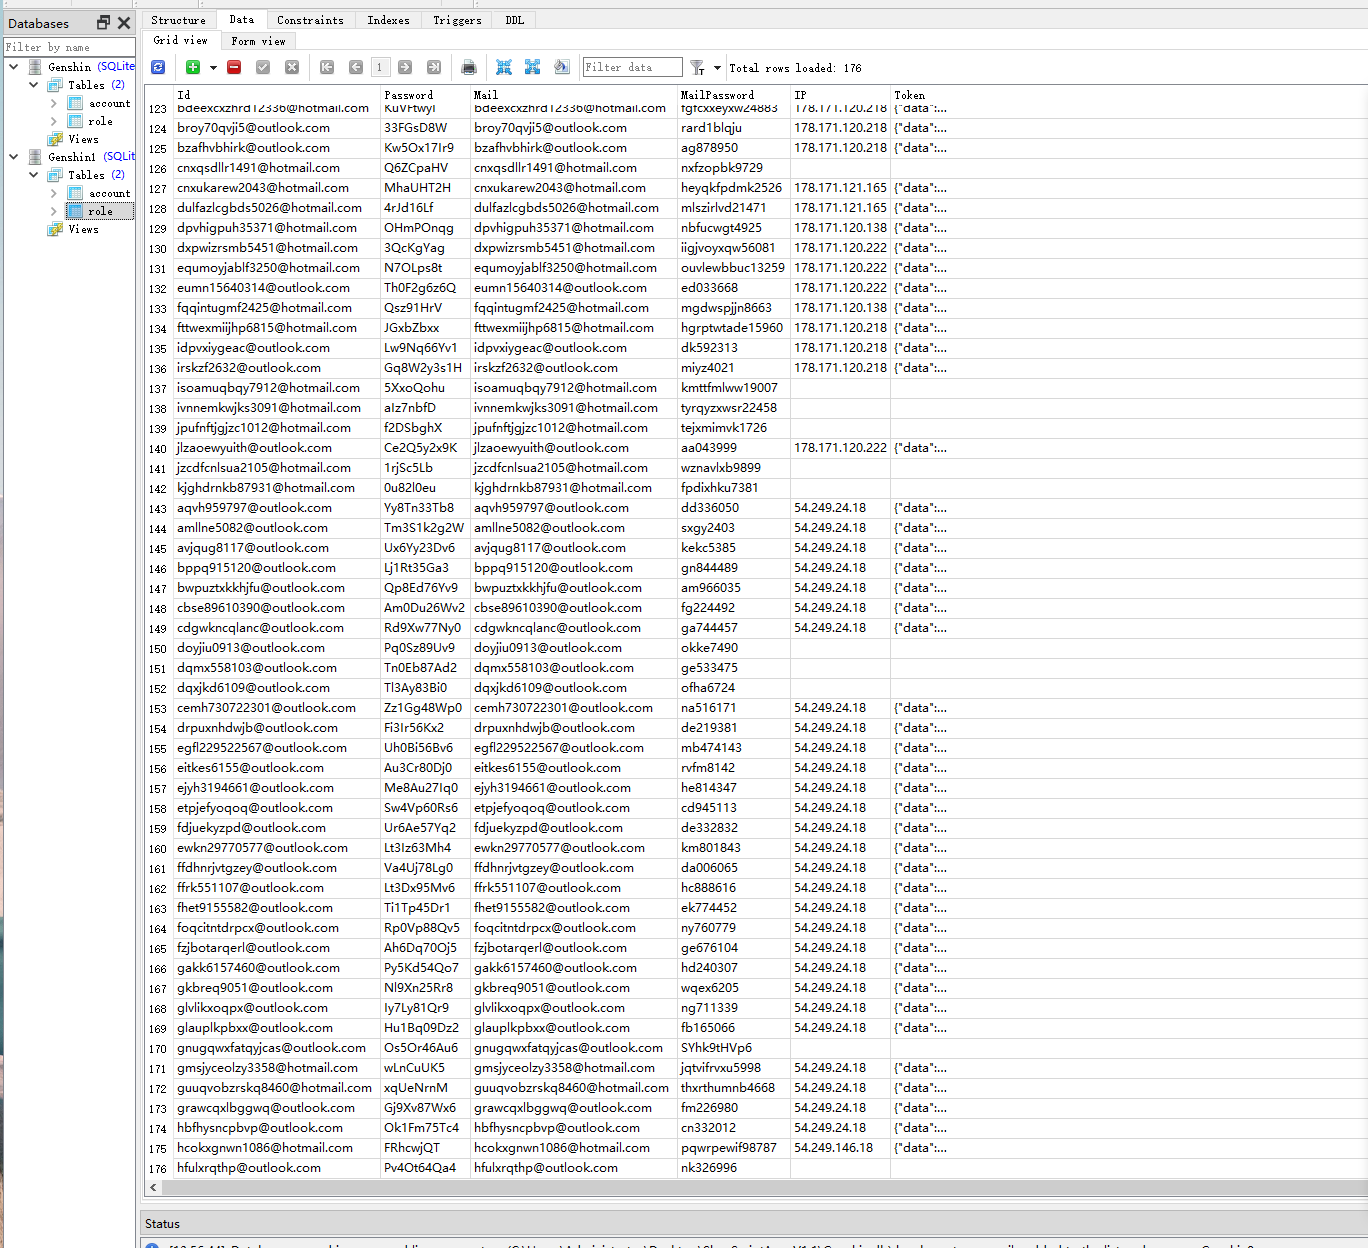 Databases
Structure Data Constraints Indexes Triggers DDL
Filter by name
Grid view Form view
Genshin (SQLite
Tables (2)
account
role
Views
Genshin1 (SQLit
Tables (2)
account
role
Views
1 Filter data Total rows loaded: 176
Id Password Mail MailPassword IP Token
123 bdeexcxzhrd12336@hotmail.com KuVFtwyl bdeexcxzhrd12336@hotmail.com fgfcxxeyxw24883 178.171.120.218 {"data":...
124 broy70qvji5@outlook.com 33FGsD8W broy70qvji5@outlook.com rard1blqju 178.171.120.218 {"data":...
125 bzafhvbhirk@outlook.com Kw5Ox17Ir9 bzafhvbhirk@outlook.com ag878950 178.171.120.218 {"data":...
126 cnxqsdllr1491@hotmail.com Q6ZCpaHV cnxqsdllr1491@hotmail.com nxfzopbk9729
127 cnxukarew2043@hotmail.com MhaUHT2H cnxukarew2043@hotmail.com heyqkfpdmk2526 178.171.121.165 {"data":...
128 dulfazlcgbds5026@hotmail.com 4rJd16Lf dulfazlcgbds5026@hotmail.com mlszirlvd21471 178.171.121.165 {"data":...
129 dpvhigpuh35371@hotmail.com OHmPOnqg dpvhigpuh35371@hotmail.com nbfucwgt4925 178.171.120.138 {"data":...
130 dxpwizrsmb5451@hotmail.com 3QcKgYag dxpwizrsmb5451@hotmail.com iigjvoyxqw56081 178.171.120.222 {"data":...
131 equmoyjablf3250@hotmail.com N7OLps8t equmoyjablf3250@hotmail.com ouvlewbbuc13259 178.171.120.222 {"data":...
132 eumn15640314@outlook.com Th0F2g6z6Q eumn15640314@outlook.com ed033668 178.171.120.222 {"data":...
133 fqqintugmf2425@hotmail.com Qsz91HrV fqqintugmf2425@hotmail.com mgdwspjjn8663 178.171.120.138 {"data":...
134 fttwexmiijhp6815@hotmail.com JGxbZbxx fttwexmiijhp6815@hotmail.com hgrptwtade15960 178.171.120.218 {"data":...
135 idpvxiygeac@outlook.com Lw9Nq66Yv1 idpvxiygeac@outlook.com dk592313 178.171.120.218 {"data":...
136 irskzf2632@outlook.com Gq8W2y3s1H irskzf2632@outlook.com miyz4021 178.171.120.218 {"data":...
137 isoamuqbqy7912@hotmail.com 5XxoQohu isoamuqbqy7912@hotmail.com kmttfmlww19007
138 ivnnemkwjks3091@hotmail.com aIz7nbfD ivnnemkwjks3091@hotmail.com tyrqyzxwsr22458
139 jpufnftjgjzc1012@hotmail.com f2DSbghX jpufnftjgjzc1012@hotmail.com tejxmimvk1726
140 jlzaoewyuith@outlook.com Ce2Q5y2x9K jlzaoewyuith@outlook.com aa043999 178.171.120.222 {"data":...
141 jzcdfcnlsua2105@hotmail.com 1rjSc5Lb jzcdfcnlsua2105@hotmail.com wznavlxb9899
142 kjghdrnkb87931@hotmail.com 0u82l0eu kjghdrnkb87931@hotmail.com fpdixhku7381
143 aqvh959797@outlook.com Yy8Tn33Tb8 aqvh959797@outlook.com dd336050 54.249.24.18 {"data":...
144 amllne5082@outlook.com Tm3S1k2g2W amllne5082@outlook.com sxgy2403 54.249.24.18 {"data":...
145 avjqug8117@outlook.com Ux6Yy23Dv6 avjqug8117@outlook.com kekc5385 54.249.24.18 {"data":...
146 bppq915120@outlook.com Lj1Rt35Ga3 bppq915120@outlook.com gn844489 54.249.24.18 {"data":...
147 bwpuztxkkhjfu@outlook.com Qp8Ed76Yv9 bwpuztxkkhjfu@outlook.com am966035 54.249.24.18 {"data":...
148 cbse89610390@outlook.com Am0Du26Wv2 cbse89610390@outlook.com fg224492 54.249.24.18 {"data":...
149 cdgwkncqlanc@outlook.com Rd9Xw77Ny0 cdgwkncqlanc@outlook.com ga744457 54.249.24.18 {"data":...
150 doyjiu0913@outlook.com Pq0Sz89Uv9 doyjiu0913@outlook.com okke7490
151 dqmx558103@outlook.com Tn0Eb87Ad2 dqmx558103@outlook.com ge533475
152 dqxjkd6109@outlook.com Tl3Ay83Bi0 dqxjkd6109@outlook.com ofha6724
153 cemh730722301@outlook.com Zz1Gg48Wp0 cemh730722301@outlook.com na516171 54.249.24.18 {"data":...
154 drpuxnhdwjb@outlook.com Fi3Ir56Kx2 drpuxnhdwjb@outlook.com de219381 54.249.24.18 {"data":...
155 egfl229522567@outlook.com Uh0Bi56Bv6 egfl229522567@outlook.com mb474143 54.249.24.18 {"data":...
156 eitkes6155@outlook.com Au3Cr80Dj0 eitkes6155@outlook.com rvfm8142 54.249.24.18 {"data":...
157 ejyh3194661@outlook.com Me8Au27Iq0 ejyh3194661@outlook.com he814347 54.249.24.18 {"data":...
158 etpjefyoqoq@outlook.com Sw4Vp60Rs6 etpjefyoqoq@outlook.com cd945113 54.249.24.18 {"data":...
159 fdjuekyzpd@outlook.com Ur6Ae57Yq2 fdjuekyzpd@outlook.com de332832 54.249.24.18 {"data":...
160 ewkn29770577@outlook.com Lt3Iz63Mh4 ewkn29770577@outlook.com km801843 54.249.24.18 {"data":...
161 ffdhnrjvtgzey@outlook.com Va4Uj78Lg0 ffdhnrjvtgzey@outlook.com da006065 54.249.24.18 {"data":...
162 ffrk551107@outlook.com Lt3Dx95Mv6 ffrk551107@outlook.com hc888616 54.249.24.18 {"data":...
163 fhet9155582@outlook.com Ti1Tp45Dr1 fhet9155582@outlook.com ek774452 54.249.24.18 {"data":...
164 foqcitntdrpcx@outlook.com Rp0Vp88Qv5 foqcitntdrpcx@outlook.com ny760779 54.249.24.18 {"data":...
165 fzjbotarqerl@outlook.com Ah6Dq70Oj5 fzjbotarqerl@outlook.com ge676104 54.249.24.18 {"data":...
166 gakk6157460@outlook.com Py5Kd54Qo7 gakk6157460@outlook.com hd240307 54.249.24.18 {"data":...
167 gkbreq9051@outlook.com Nl9Xn25Rr8 gkbreq9051@outlook.com wqex6205 54.249.24.18 {"data":...
168 glvlikxoqpx@outlook.com Iy7Ly81Qr9 glvlikxoqpx@outlook.com ng711339 54.249.24.18 {"data":...
169 glauplkpbxx@outlook.com Hu1Bq09Dz2 glauplkpbxx@outlook.com fb165066 54.249.24.18 {"data":...
170 gnugqwxfatqyjcas@outlook.com Os5Or46Au6 gnugqwxfatqyjcas@outlook.com SYhk9tHVp6
171 gmsjyceolzy3358@hotmail.com wLnCuUK5 gmsjyceolzy3358@hotmail.com jqtvifrvxu5998 54.249.24.18 {"data":...
172 guuqvobzrskq8460@hotmail.com xqUeNrnM guuqvobzrskq8460@hotmail.com thxrthumnb4668 54.249.24.18 {"data":...
173 grawcqxlbggwq@outlook.com Gj9Xv87Wx6 grawcqxlbggwq@outlook.com fm226980 54.249.24.18 {"data":...
174 hbfhysncpbvp@outlook.com Ok1Fm75Tc4 hbfhysncpbvp@outlook.com cn332012 54.249.24.18 {"data":...
175 hcokxgnwn1086@hotmail.com FRhcwjQT hcokxgnwn1086@hotmail.com pqwrpewif98787 54.249.146.18 {"data":...
176 hfulxrqthp@outlook.com Pv4Ot64Qa4 hfulxrqthp@outlook.com nk326996
Status